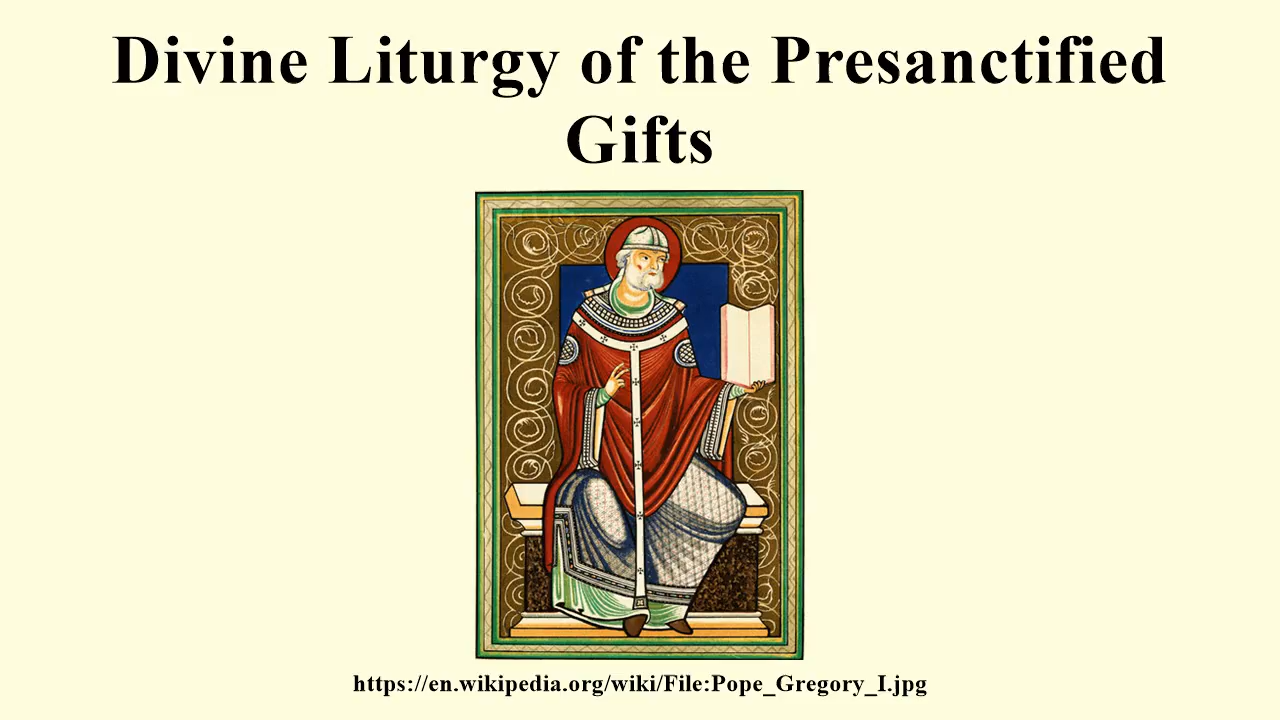 Divine Liturgy of the Presanctified
Gifts
https://en.wikipedia.org/wiki/File:Pope_Gregory_I.jpg